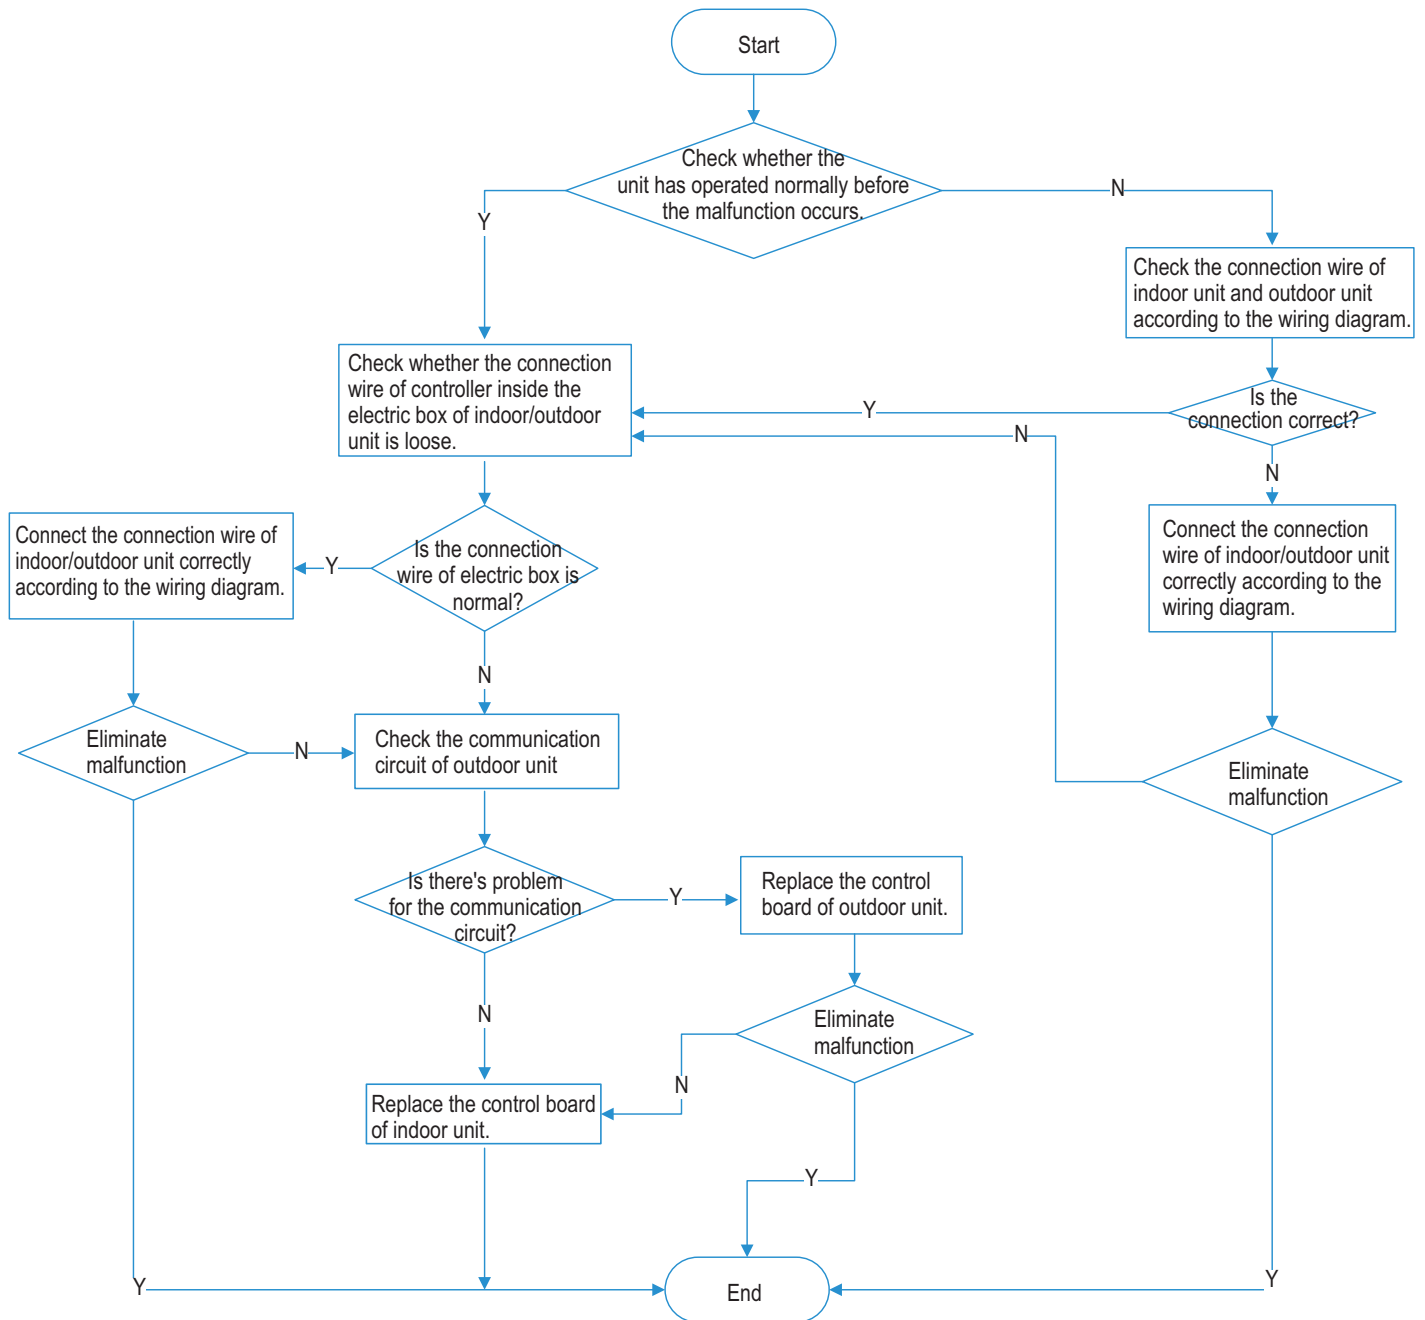 Start
Check whether the
unit has operated normally before
the malfunction occurs.
N
Y
Check the connection wire of
indoor unit and outdoor unit
according to the wiring diagram.
Check whether the connection
wire of controller inside the
electric box of indoor/outdoor
unit is loose.
Y
Is the
connection correct?
N
N
Connect the connection wire of
indoor/outdoor unit correctly
according to the wiring diagram.
Y
Is the connection
wire of electric box is
normal?
Connect the connection
wire of indoor/outdoor unit
correctly according to the
wiring diagram.
N
Eliminate
malfunction
N
Check the communication
circuit of outdoor unit
Eliminate
malfunction
Is there's problem
for the communication
circuit?
Y
Replace the control
board of outdoor unit.
N
Eliminate
malfunction
N
Replace the control board
of indoor unit.
Y
Y
End
Y